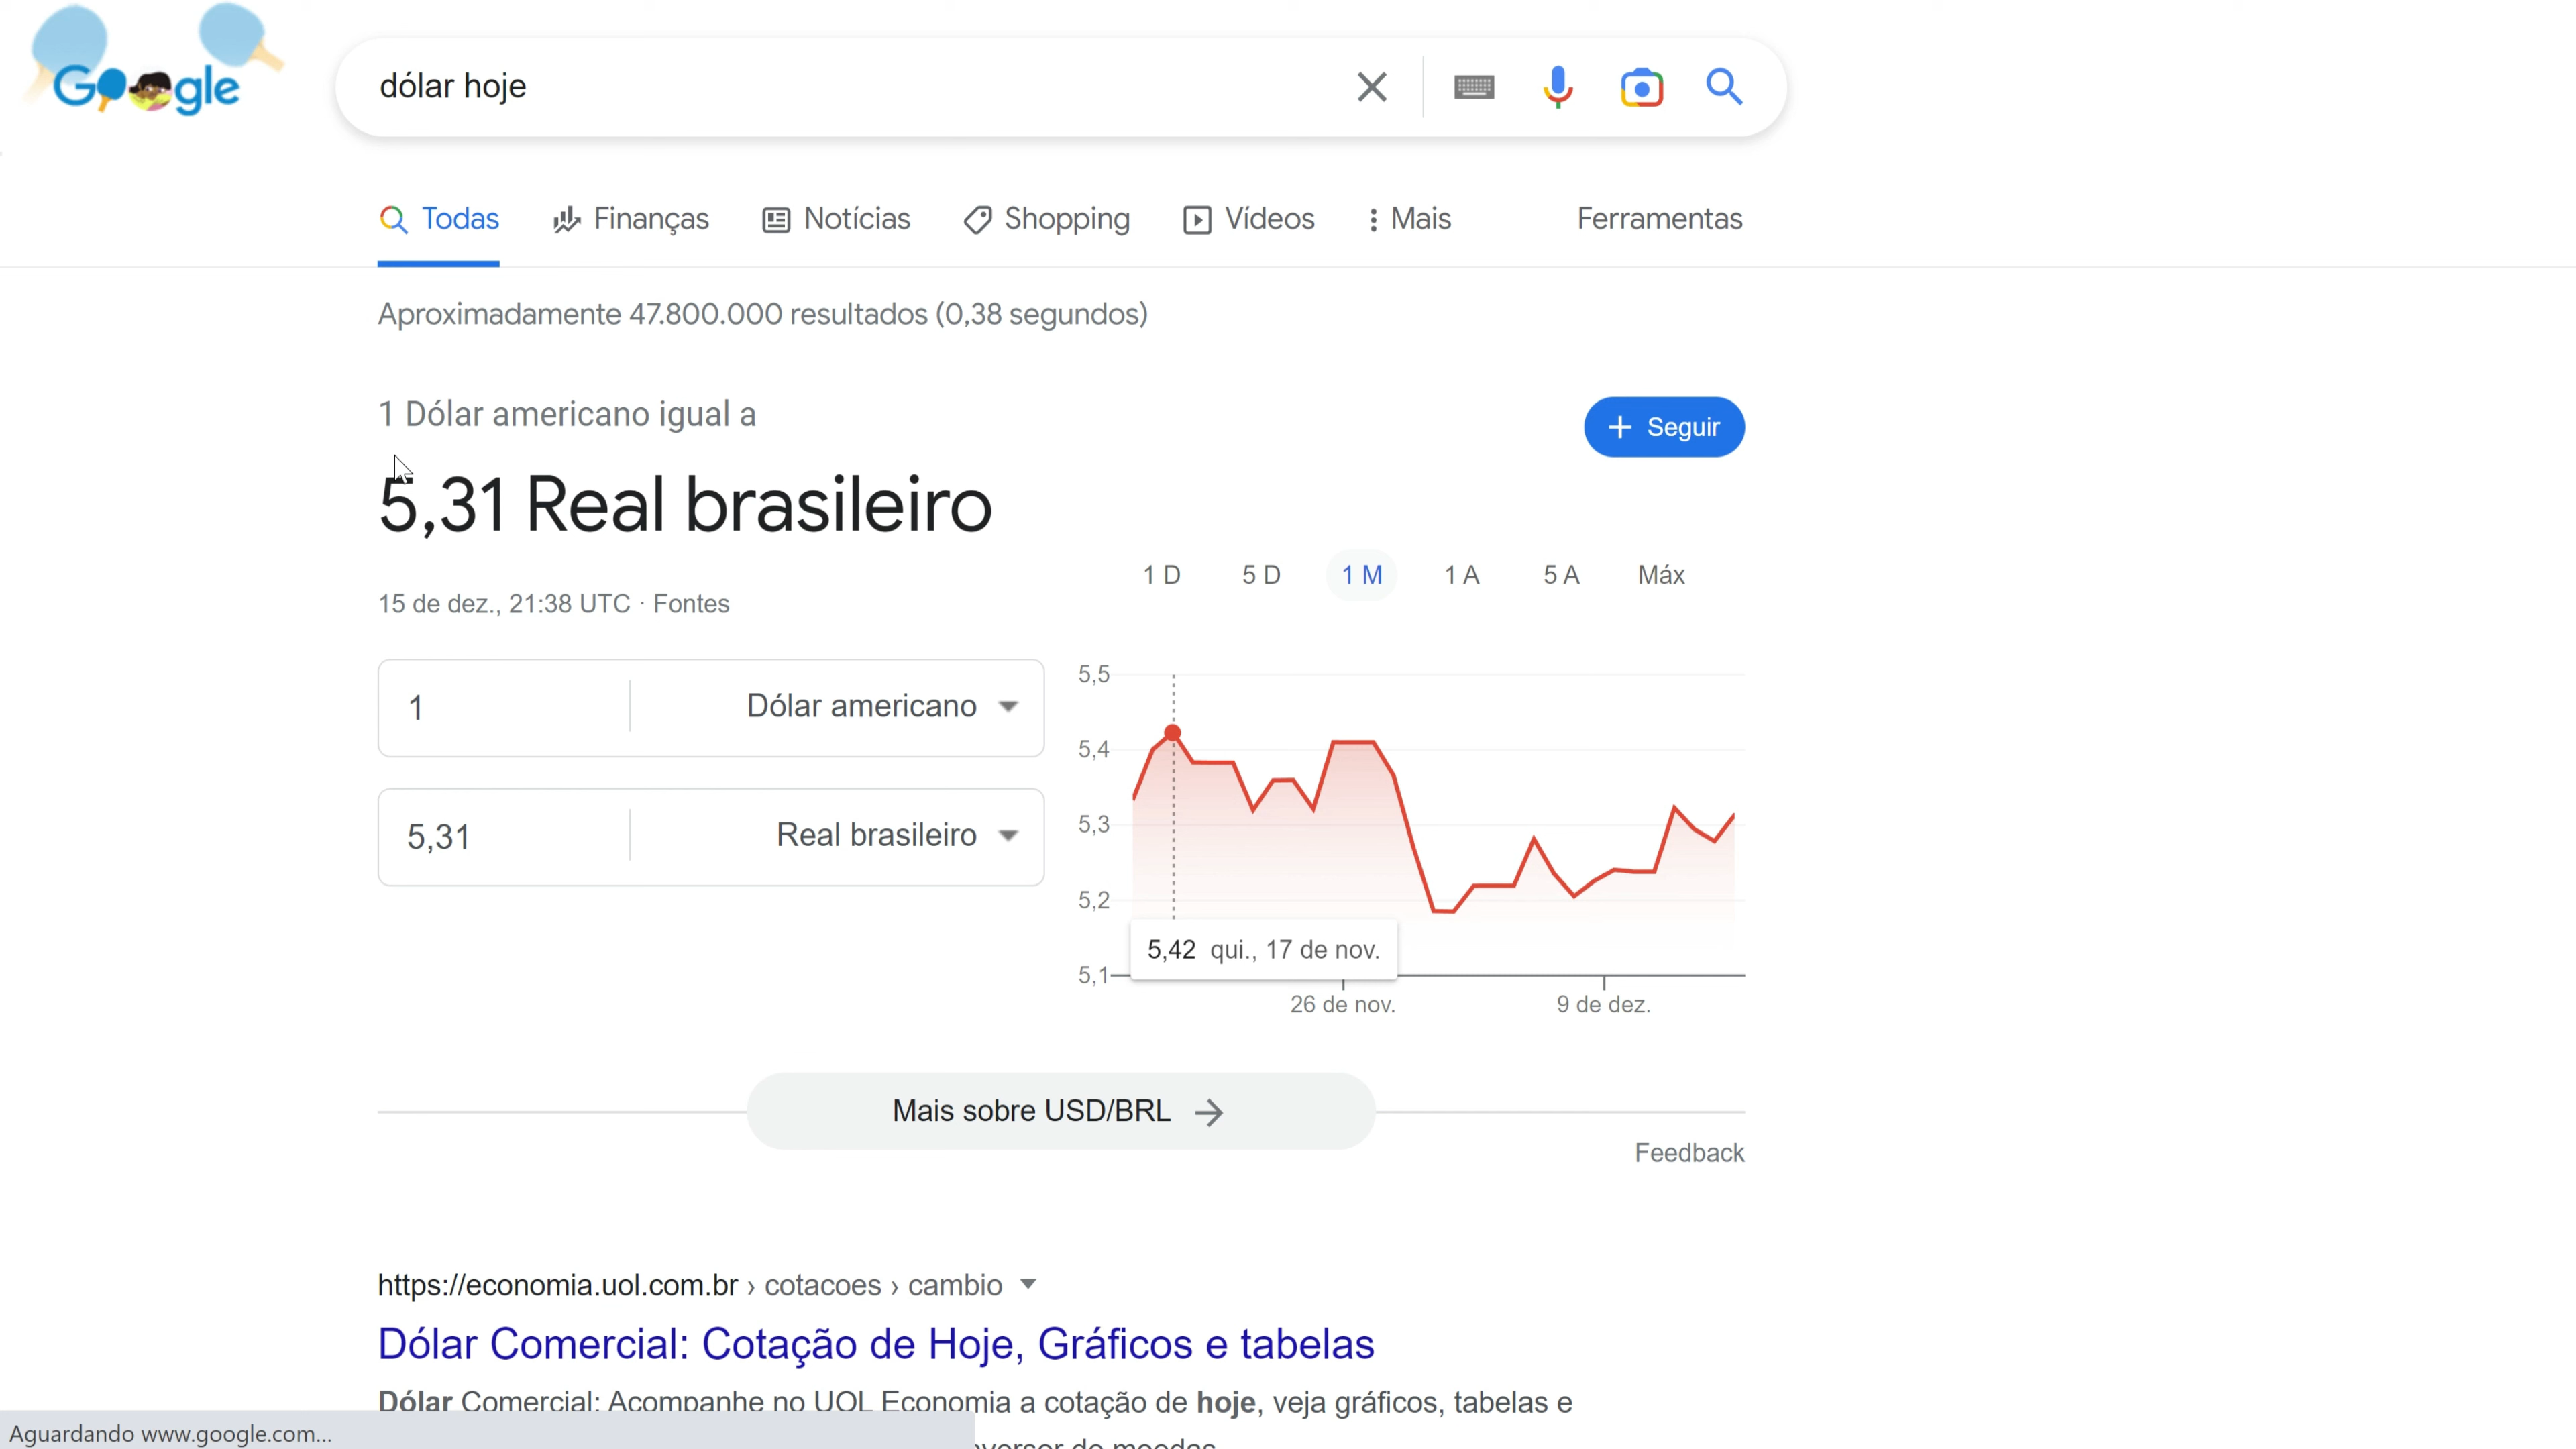 Google
dólar hoje
Todas Finanças Notícias Shopping Vídeos Mais Ferramentas
Aproximadamente 47.800.000 resultados (0,38 segundos)
1 Dólar americano igual a
+ Seguir
5,31 Real brasileiro
15 de dez., 21:38 UTC · Fontes
1 D 5 D 1 M 1 A 5 A Máx
1 Dólar americano
5,31 Real brasileiro
5,5
5,4
5,3
5,2
5,1
5,42 qui., 17 de nov.
26 de nov. 9 de dez.
Mais sobre USD/BRL
Feedback
https://economia.uol.com.br › cotacoes › cambio
Dólar Comercial: Cotação de Hoje, Gráficos e tabelas
Dólar Comercial: Acompanhe no UOL Economia a cotação de hoje, veja gráficos, tabelas e
de moedas
Aguardando www.google.com...